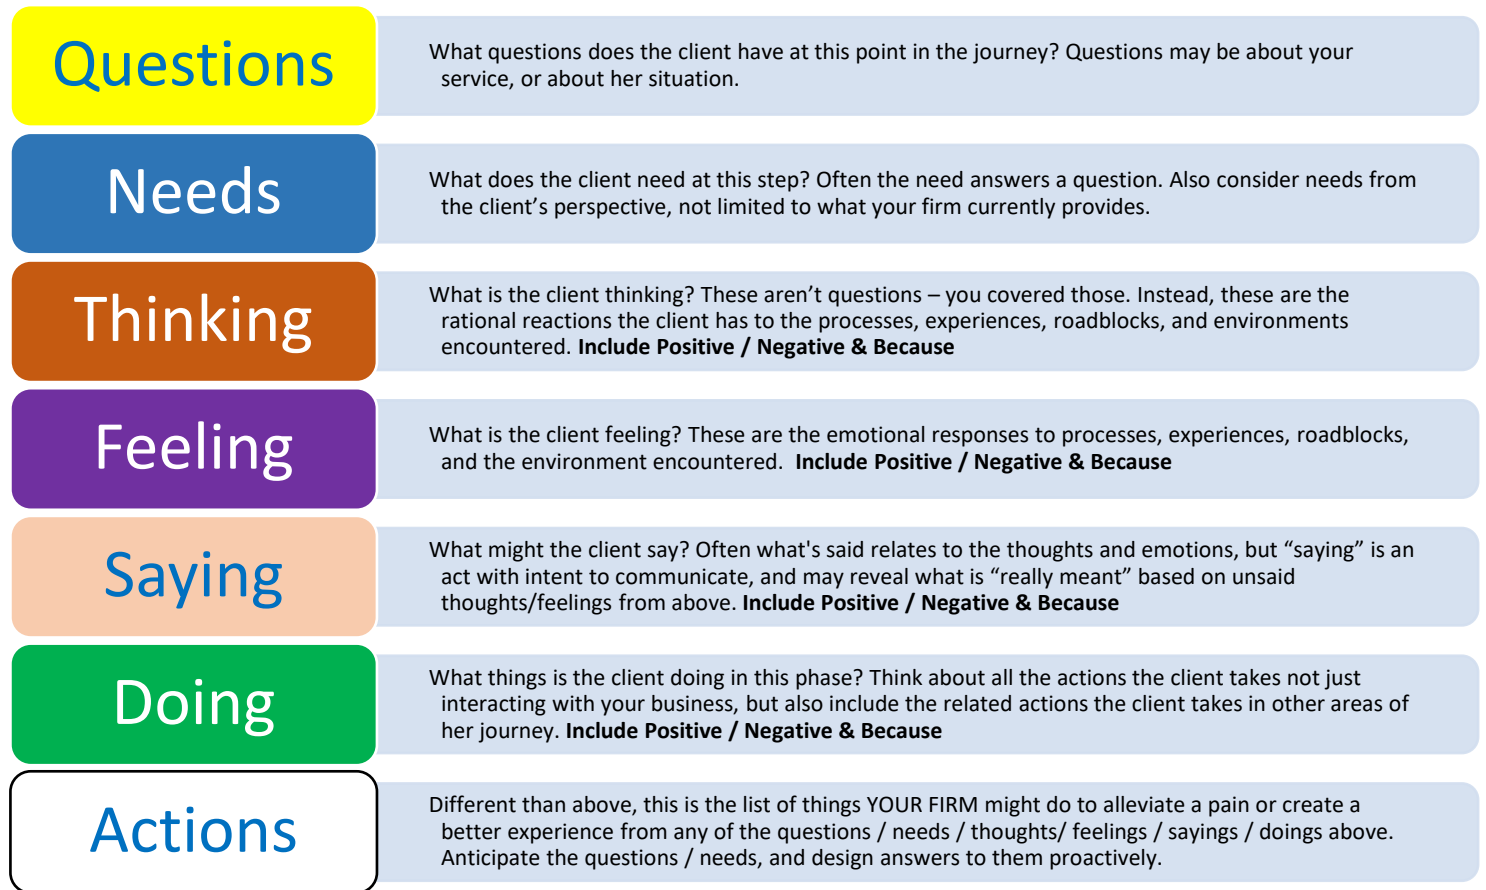 Questions
What questions does the client have at this point in the journey? Questions may be about your
service, or about her situation.
Needs
What does the client need at this step? Often the need answers a question. Also consider needs from
the client’s perspective, not limited to what your firm currently provides.
Thinking
What is the client thinking? These aren’t questions – you covered those. Instead, these are the
rational reactions the client has to the processes, experiences, roadblocks, and environments
encountered. Include Positive / Negative & Because
Feeling
What is the client feeling? These are the emotional responses to processes, experiences, roadblocks,
and the environment encountered.  Include Positive / Negative & Because
Saying
What might the client say? Often what's said relates to the thoughts and emotions, but “saying” is an
act with intent to communicate, and may reveal what is “really meant” based on unsaid
thoughts/feelings from above. Include Positive / Negative & Because
Doing
What things is the client doing in this phase? Think about all the actions the client takes not just
interacting with your business, but also include the related actions the client takes in other areas of
her journey. Include Positive / Negative & Because
Actions
Different than above, this is the list of things YOUR FIRM might do to alleviate a pain or create a
better experience from any of the questions / needs / thoughts/ feelings / sayings / doings above.
Anticipate the questions / needs, and design answers to them proactively.